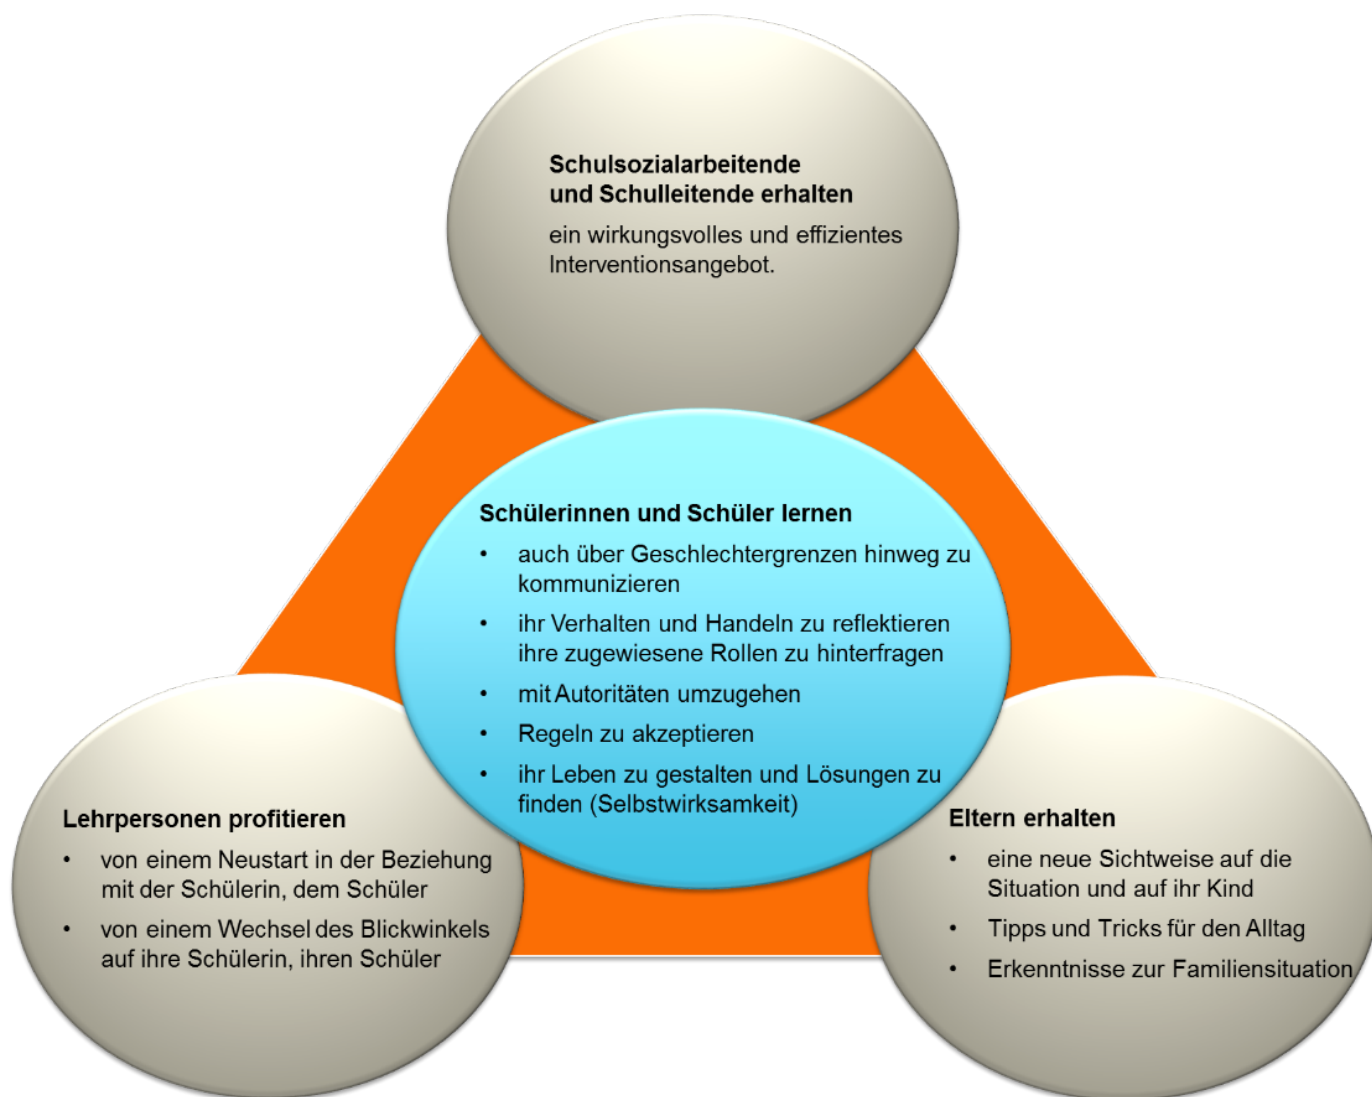 Schulsozialarbeitende
und Schulleitende erhalten
ein wirkungsvolles und effizientes
Interventionsangebot.
Schülerinnen und Schüler lernen
• auch über Geschlechtergrenzen hinweg zu
kommunizieren
• ihr Verhalten und Handeln zu reflektieren
ihre zugewiesene Rollen zu hinterfragen
• mit Autoritäten umzugehen
• Regeln zu akzeptieren
• ihr Leben zu gestalten und Lösungen zu
finden (Selbstwirksamkeit)
Lehrpersonen profitieren
• von einem Neustart in der Beziehung
mit der Schülerin, dem Schüler
• von einem Wechsel des Blickwinkels
auf ihre Schülerin, ihren Schüler
Eltern erhalten
• eine neue Sichtweise auf die
Situation und auf ihr Kind
• Tipps und Tricks für den Alltag
• Erkenntnisse zur Familiensituation